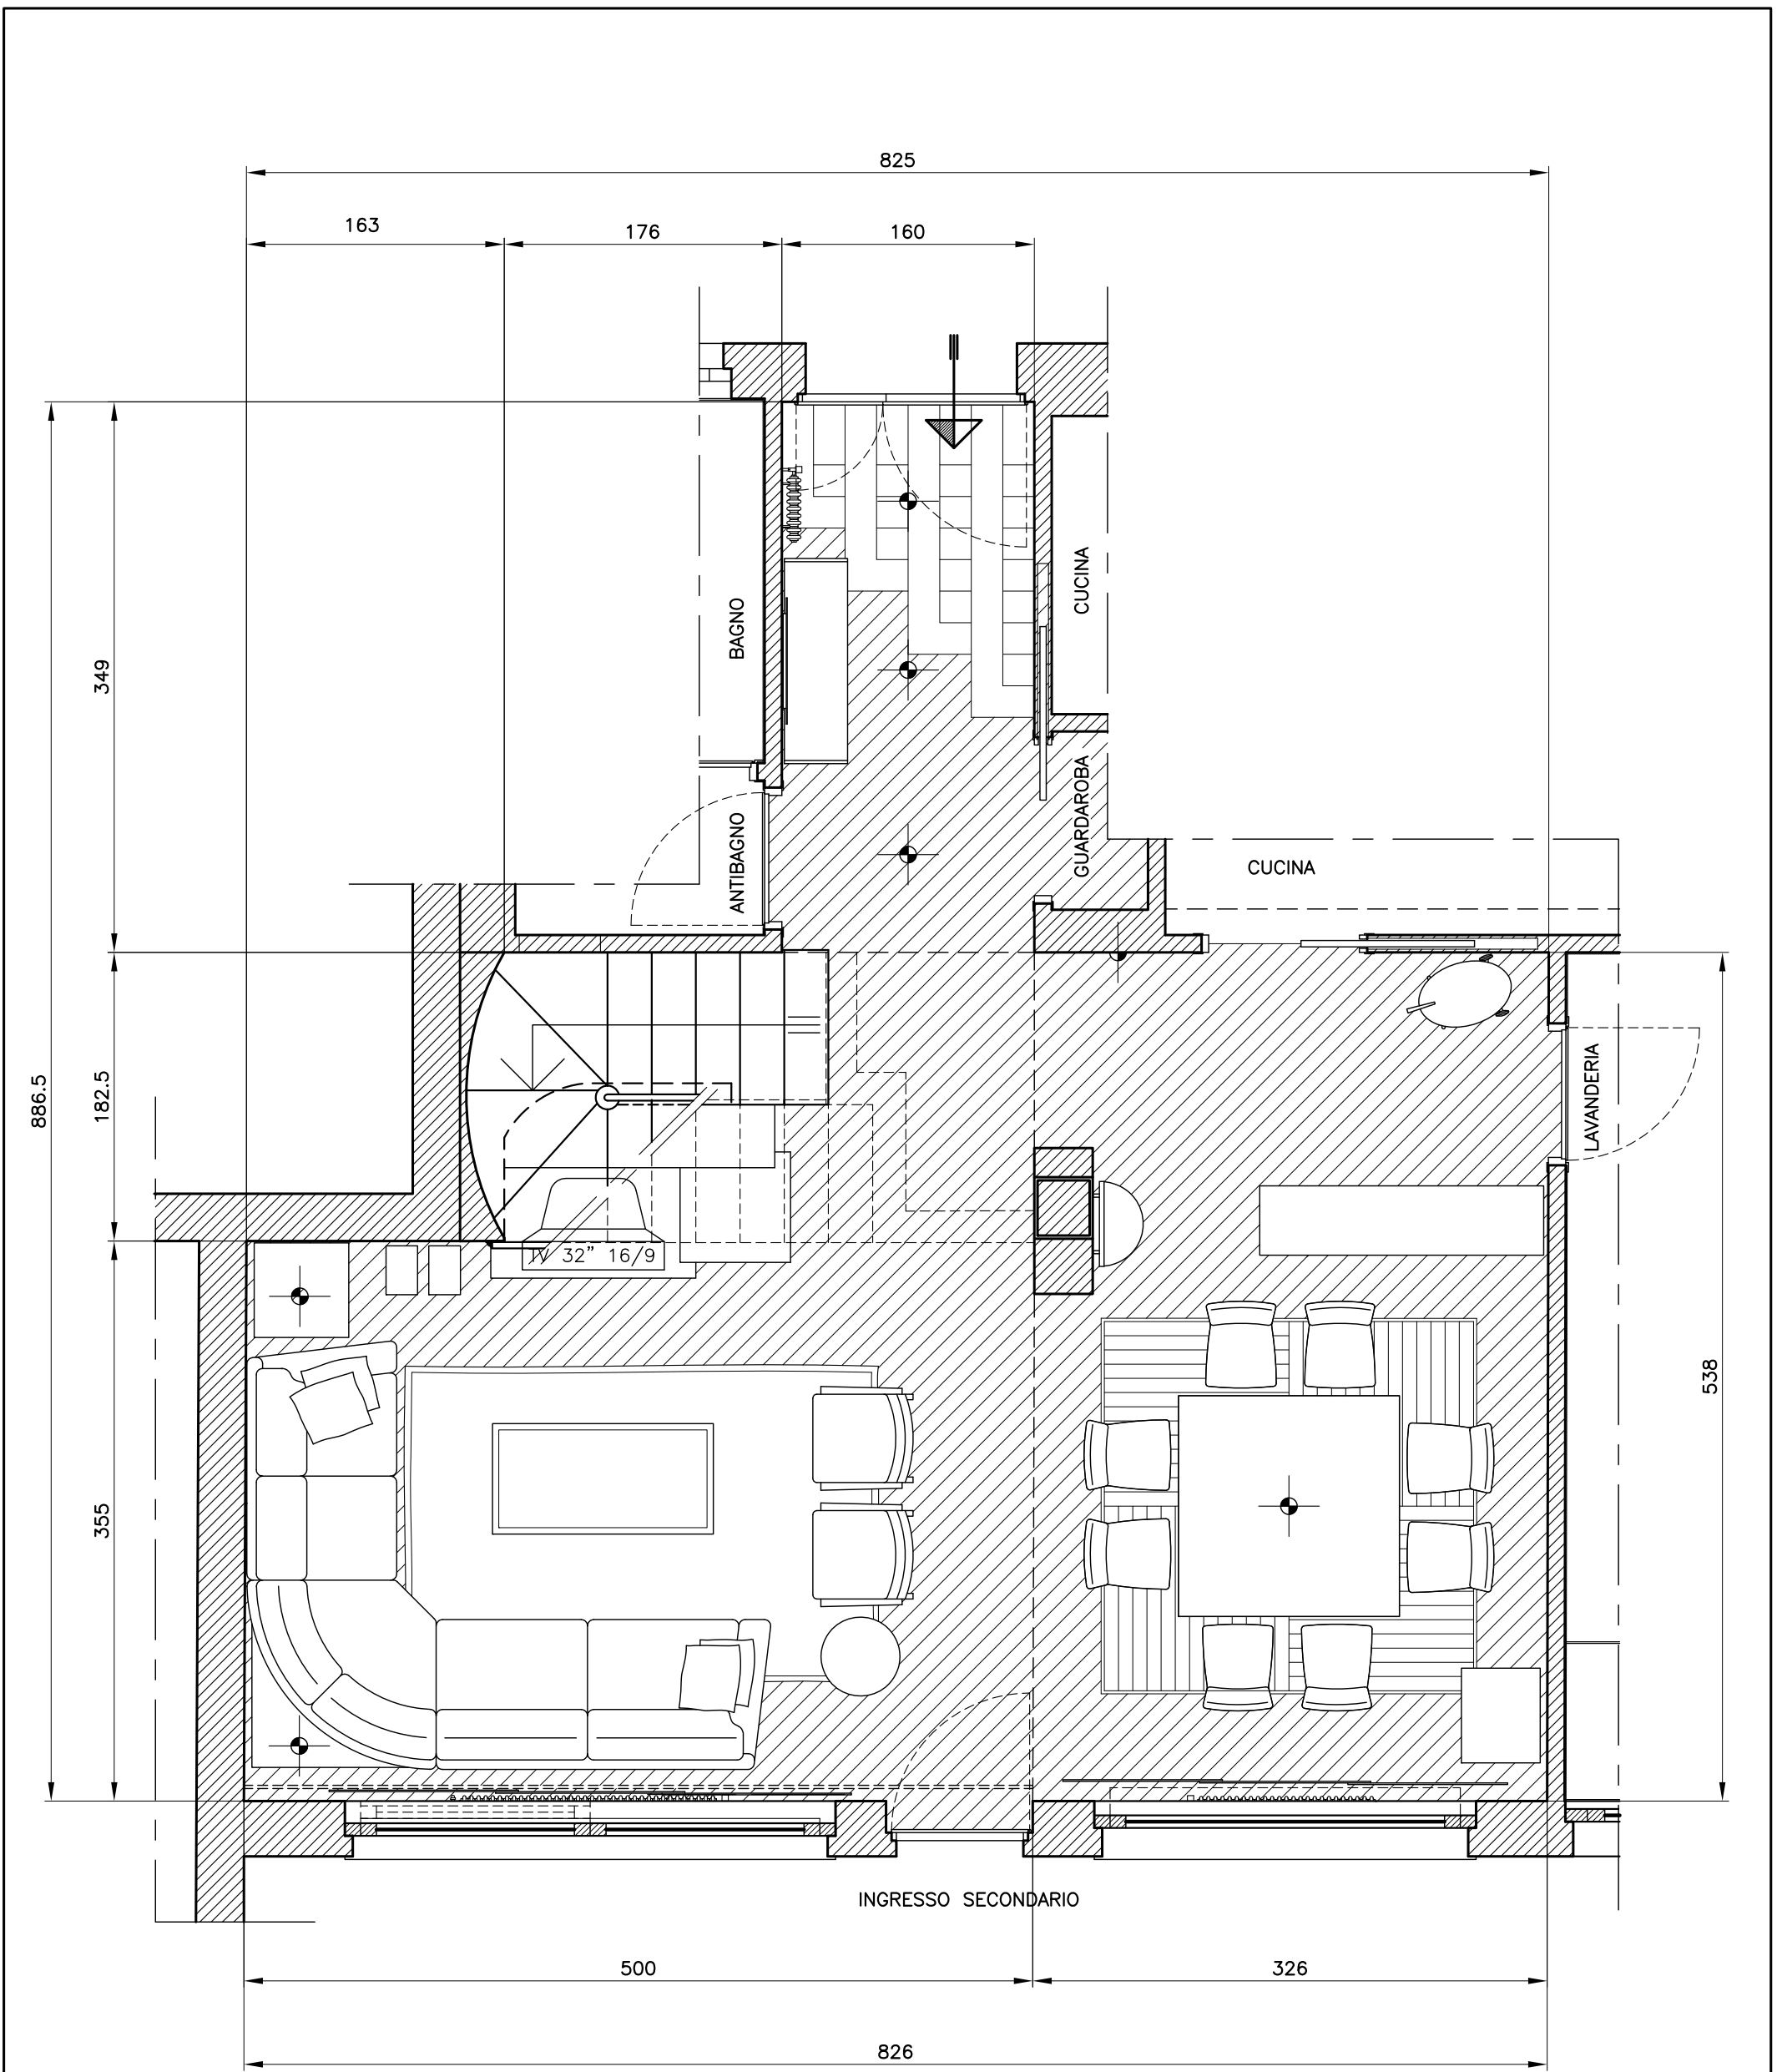 825
163
176
160
CUCINA
BAGNO
349
GUARDAROBA
ANTIBAGNO
CUCINA
886.5
182.5
LAVANDERIA
TV 32" 16/9
538
355
INGRESSO SECONDARIO
500
326
826